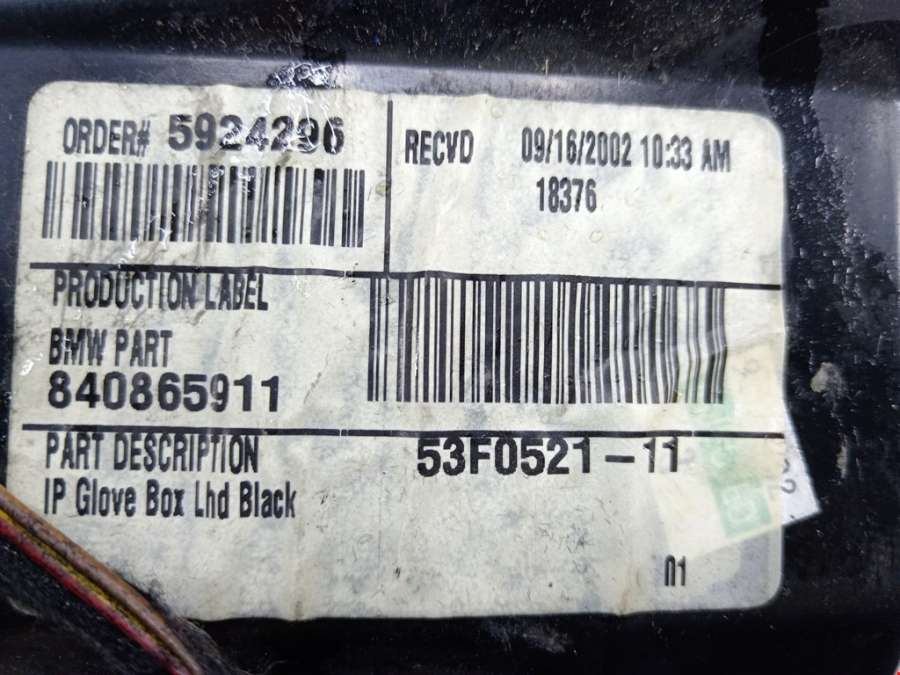 ORDER# 5924296
RECVD 09/16/2002 10:33 AM
18376
PRODUCTION LABEL
BMW PART
840865911
PART DESCRIPTION
IP Glove Box Lhd Black
53F0521-11
01